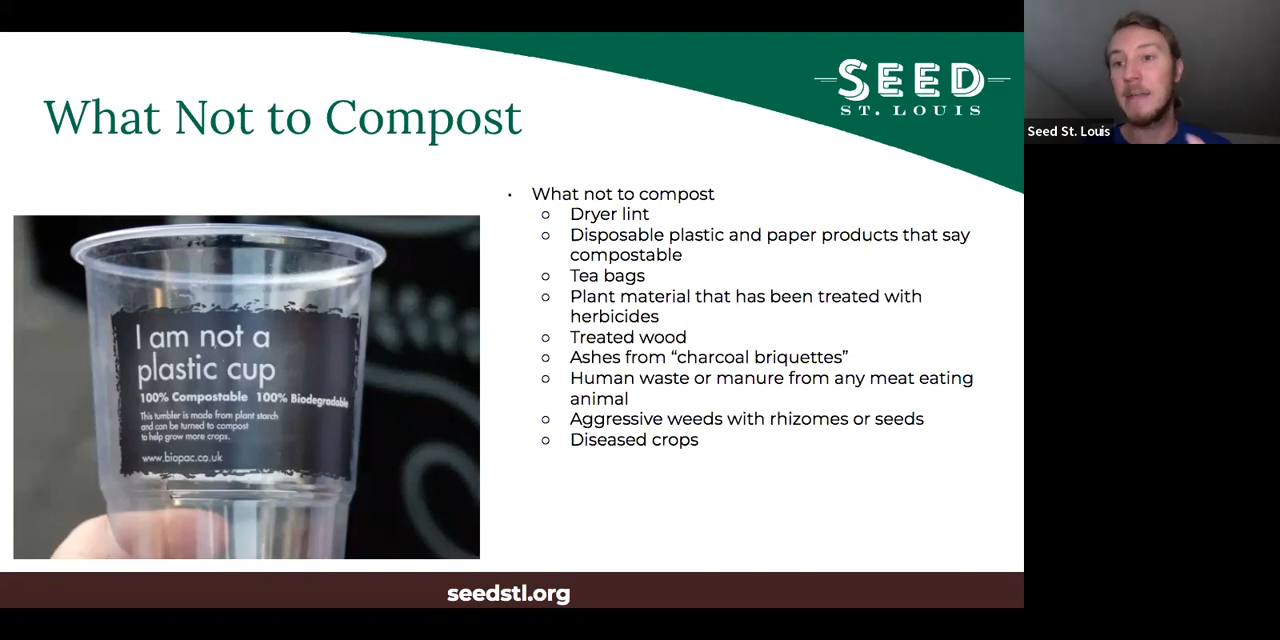 What Not to Compost
SEED
ST. LOUIS
Seed St. Louis
• What not to compost
○ Dryer lint
○ Disposable plastic and paper products that say
compostable
○ Tea bags
○ Plant material that has been treated with
herbicides
○ Treated wood
○ Ashes from “charcoal briquettes”
○ Human waste or manure from any meat eating
animal
○ Aggressive weeds with rhizomes or seeds
○ Diseased crops
I am not a
plastic cup
100% Compostable 100% Biodegradable
This tumbler is made from plant starch
and can be turned to compost
to help grow more crops.
www.biopac.co.uk
seedstl.org